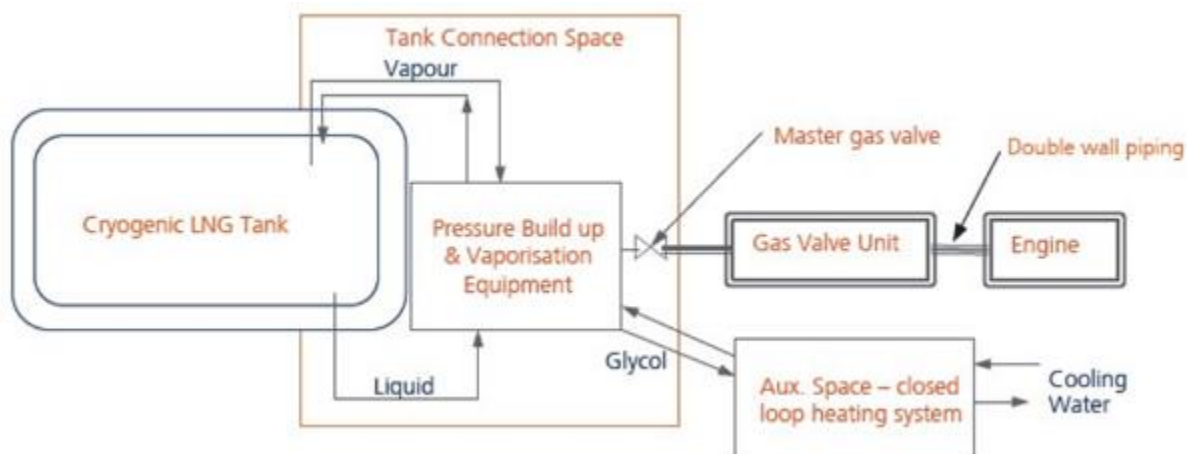 Tank Connection Space
Vapour
Master gas valve
Double wall piping
Cryogenic LNG Tank
Pressure Build up
& Vaporisation
Equipment
Gas Valve Unit
Engine
Glycol
Liquid
Aux. Space – closed
loop heating system
Cooling
Water